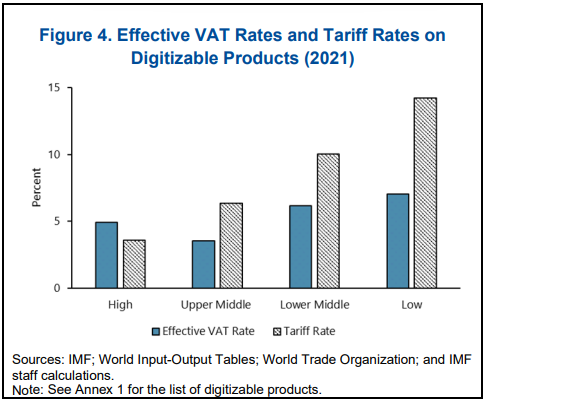 Figure 4. Effective VAT Rates and Tariff Rates on
Digitizable Products (2021)
15
10
5
0
Percent
High Upper Middle Lower Middle Low
Effective VAT Rate Tariff Rate
Sources: IMF; World Input-Output Tables; World Trade Organization; and IMF
staff calculations.
Note: See Annex 1 for the list of digitizable products.